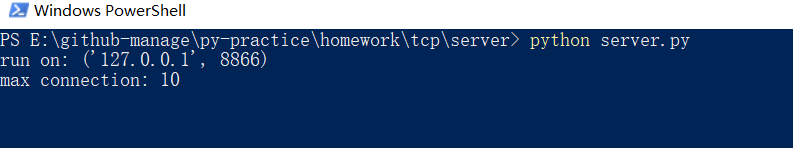 Windows PowerShell
PS E:\github-manage\py-practice\homework\tcp\server> python server.py
run on: ('127.0.0.1', 8866)
max connection: 10